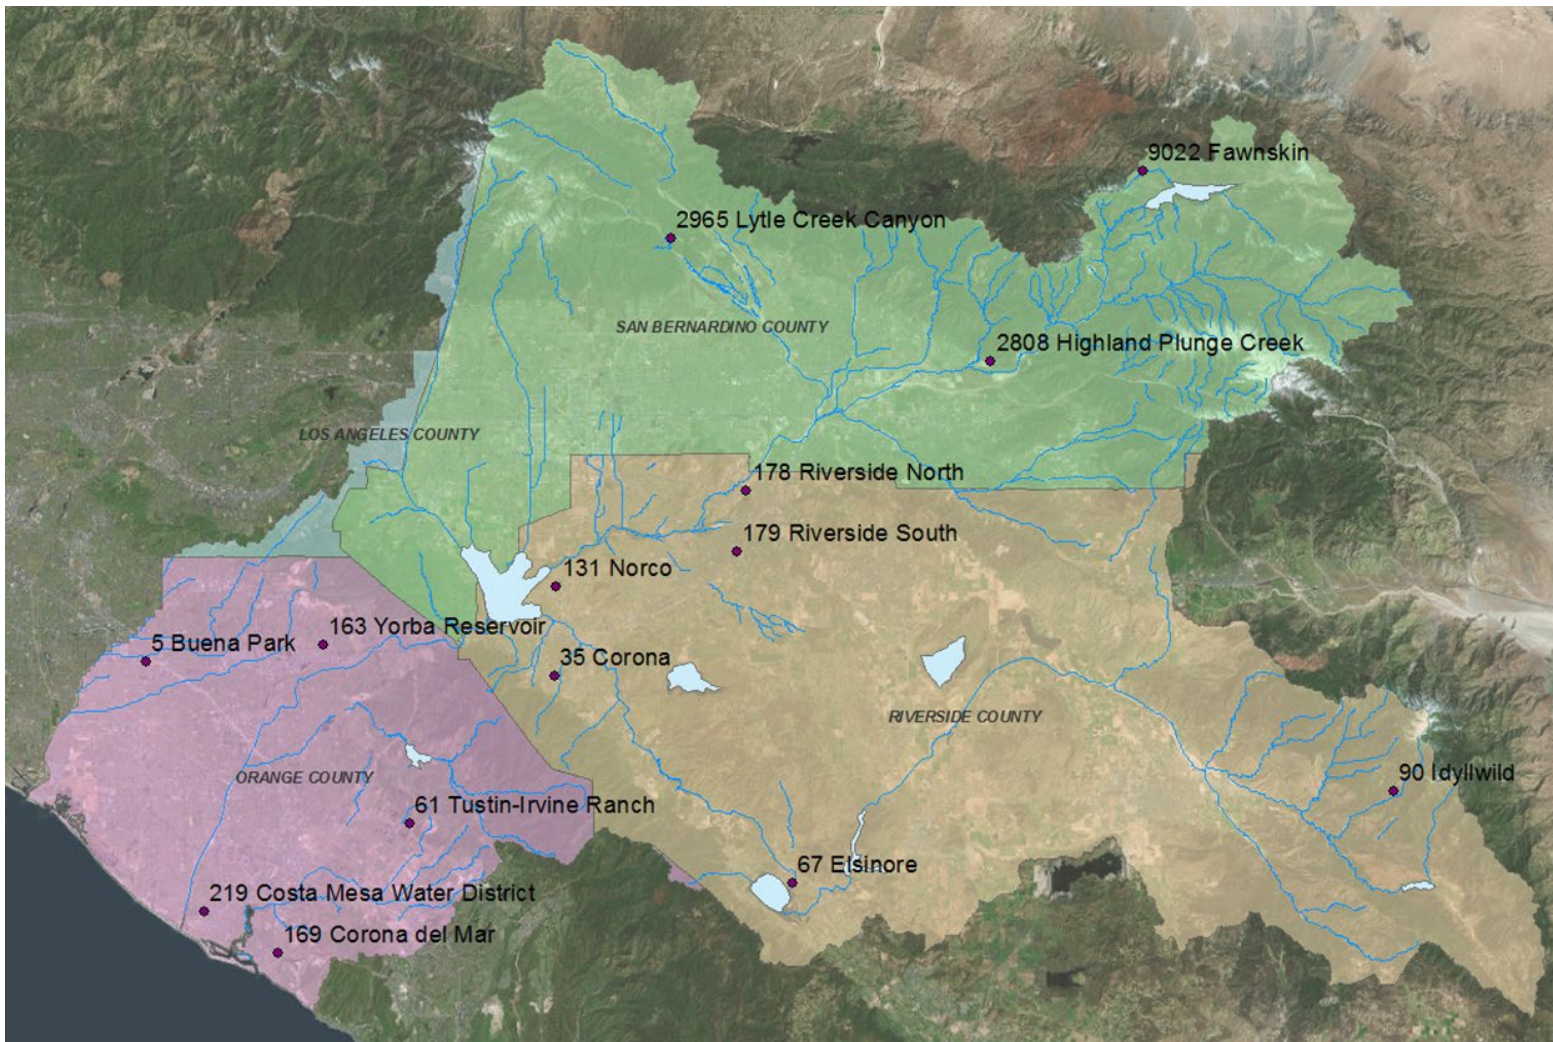 9022 Fawnskin
2965 Lytle Creek Canyon
SAN BERNARDINO COUNTY
2808 Highland Plunge Creek
LOS ANGELES COUNTY
178 Riverside North
179 Riverside South
131 Norco
163 Yorba Reservoir
5 Buena Park
35 Corona
RIVERSIDE COUNTY
90 Idyllwild
ORANGE COUNTY
61 Tustin-Irvine Ranch
67 Elsinore
219 Costa Mesa Water District
169 Corona del Mar